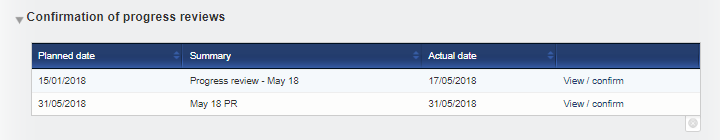 Confirmation of progress reviews
Planned date Summary Actual date
15/01/2018 Progress review - May 18 17/05/2018 View / confirm
31/05/2018 May 18 PR 31/05/2018 View / confirm